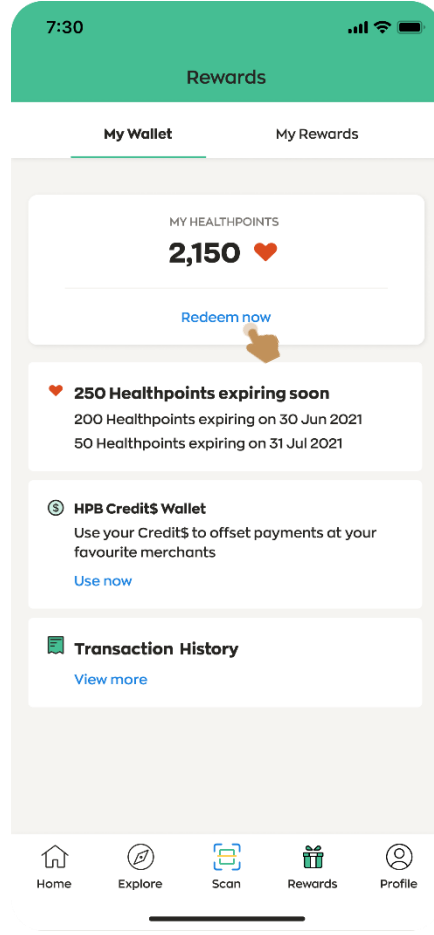 7:30
Rewards
My Wallet
My Rewards
MY HEALTHPOINTS
2,150
Redeem now
250 Healthpoints expiring soon
200 Healthpoints expiring on 30 Jun 2021
50 Healthpoints expiring on 31 Jul 2021
HPB Credit$ Wallet
Use your Credit$ to offset payments at your
favourite merchants
Use now
Transaction History
View more
Home
Explore
Scan
Rewards
Profile